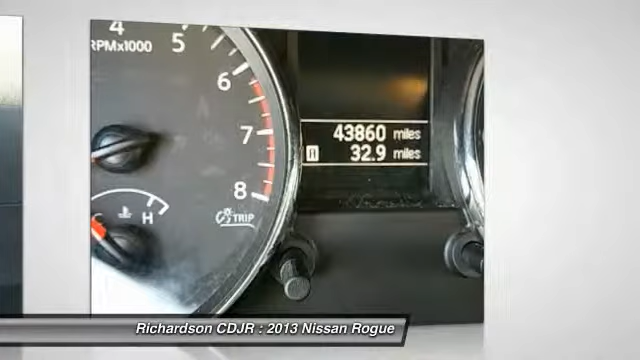 4
RPMx1000
5
6
7
8
C
H
TRIP
43860 miles
A 32.9 miles
Richardson CDJR : 2013 Nissan Rogue